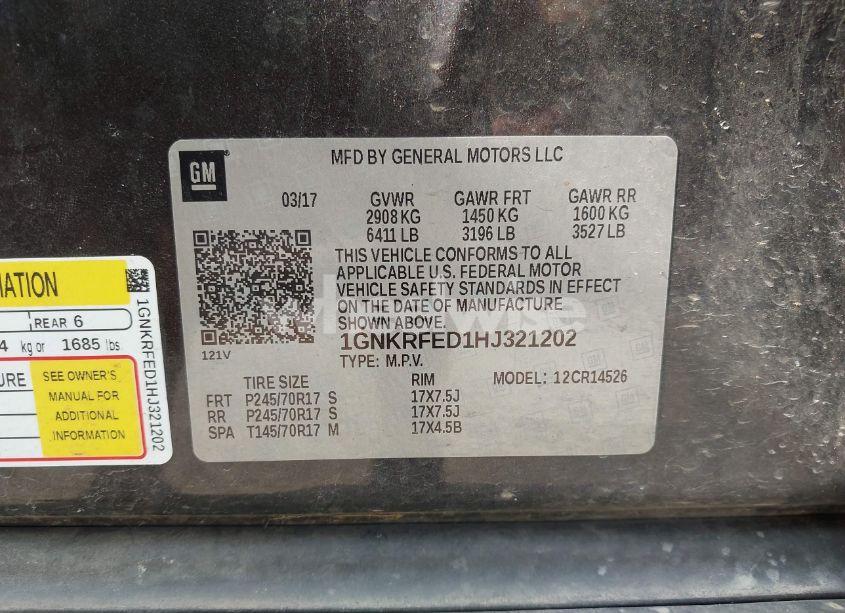 GM
MFD BY GENERAL MOTORS LLC
03/17 GVWR GAWR FRT GAWR RR
2908 KG 1450 KG 1600 KG
6411 LB 3196 LB 3527 LB
THIS VEHICLE CONFORMS TO ALL
APPLICABLE U.S. FEDERAL MOTOR
VEHICLE SAFETY STANDARDS IN EFFECT
ON THE DATE OF MANUFACTURE
SHOWN ABOVE.
121V
1GNKRFED1HJ321202
TYPE: M.P.V.
TIRE SIZE RIM MODEL: 12CR14526
FRT P245/70R17 S 17X7.5J
RR P245/70R17 S 17X7.5J
SPA T145/70R17 M 17X4.5B
REAR 6
4 kg or 1685 lbs.
SEE OWNER'S
MANUAL FOR
ADDITIONAL
INFORMATION
1GNKRFED1HJ321202